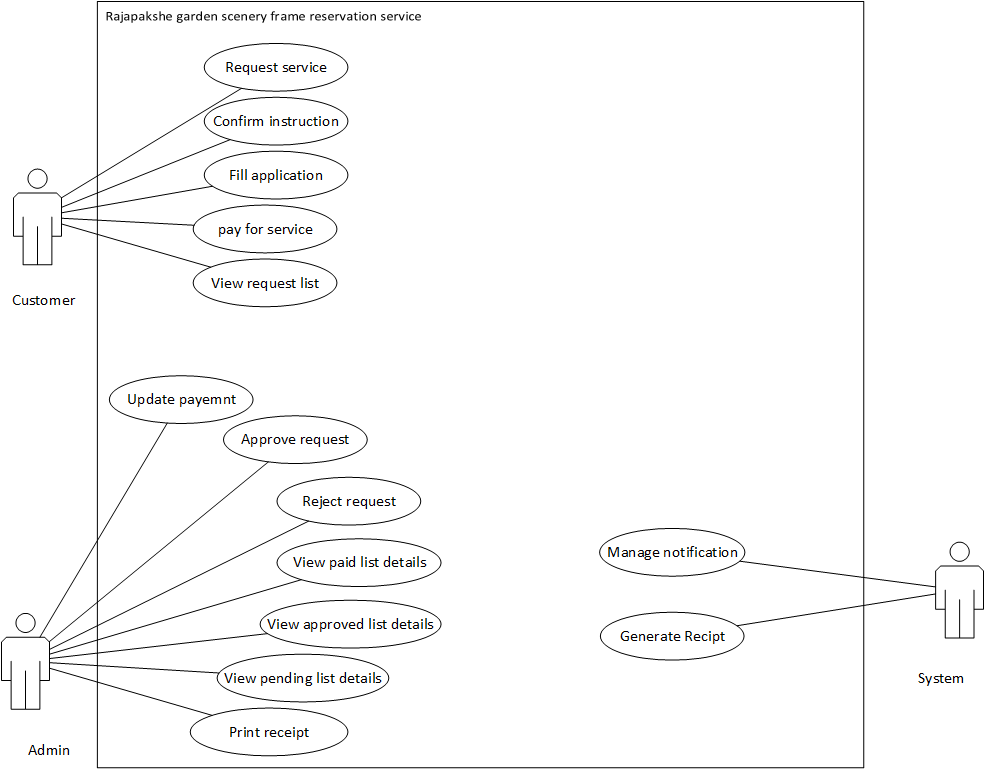 Rajapakshe garden scenery frame reservation service
Request service
Confirm instruction
Fill application
pay for service
View request list
Customer
Update payemnt
Approve request
Reject request
View paid list details
View approved list details
View pending list details
Print receipt
Admin
Manage notification
Generate Recipt
System